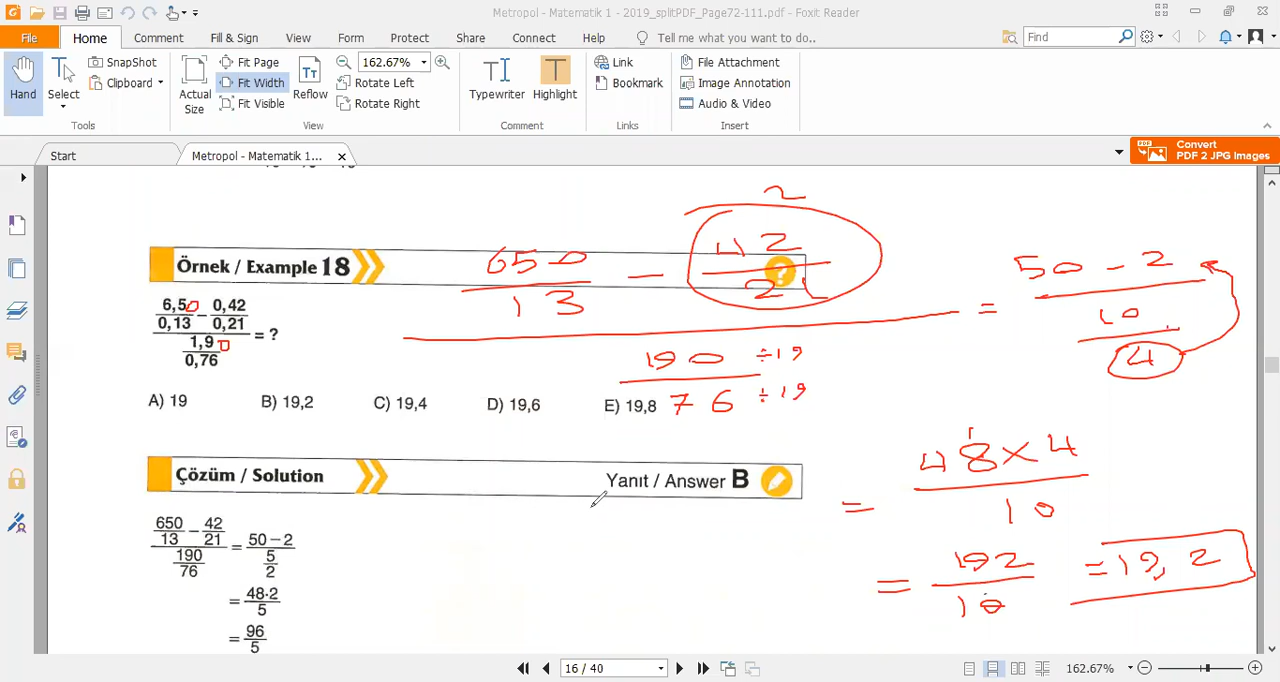 Metropol - Matematik 1 - 2019_splitPDF_Page72-111.pdf - Foxit Reader
File Home Comment Fill & Sign View Form Protect Share Connect Help Tell me what you want to do.. Find
Hand
Select
SnapShot
Clipboard
Actual Size
Fit Page
Fit Width
Fit Visible
Reflow
162.67%
Rotate Left
Rotate Right
Typewriter
Highlight
Link
Bookmark
File Attachment
Image Annotation
Audio & Video
Tools View Comment Links Insert
Start Metropol - Matematik 1...
Convert
PDF 2 JPG Images
2
Örnek / Example 18
650 - 42
13 21
= 50 - 2
10
4
6,50 - 0,42
0,13 0,21
= ?
1,90
0,76
190 ÷19
76 ÷19
A) 19 B) 19,2 C) 19,4 D) 19,6 E) 19,8
1
= 48x4
10
= 192 = 19,2
10
Çözüm / Solution Yanıt / Answer B
650 - 42
13 21
190
76
= 50 - 2
5
2
= 48·2
5
= 96
5
16 / 40 162.67%